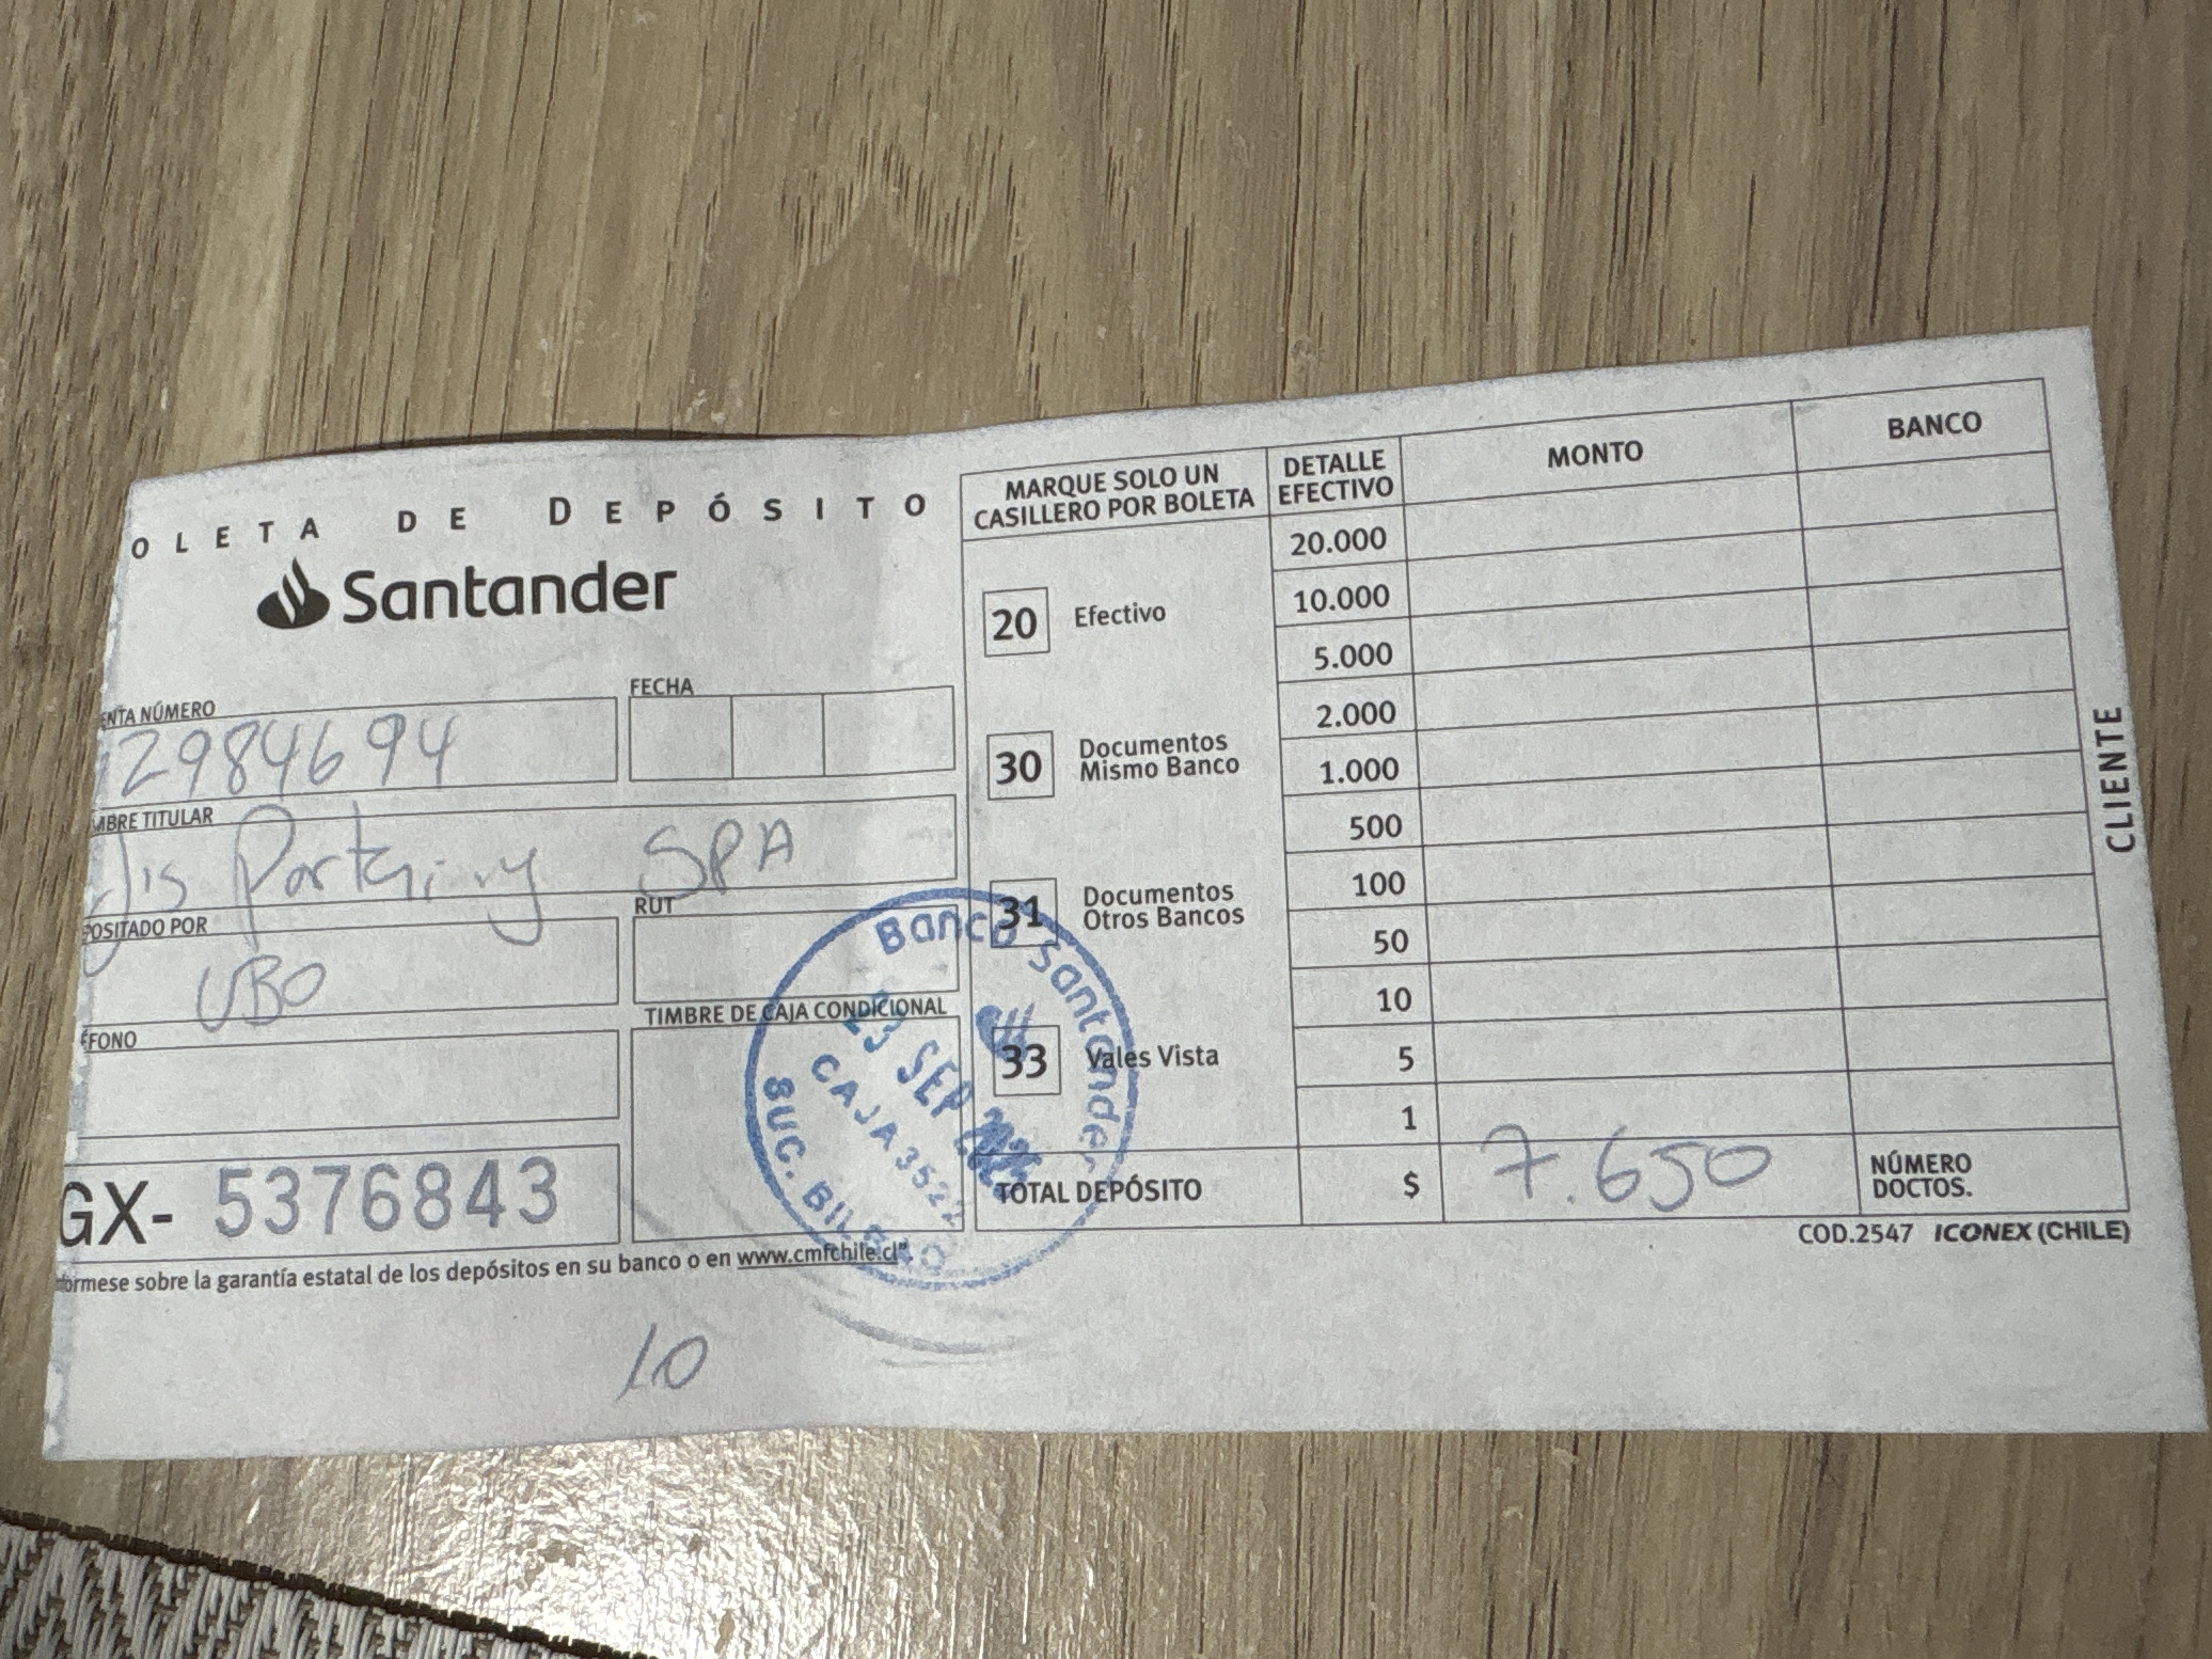 OLETA DE DEPÓSITO
Santander
ENTA NÚMERO
2984694
FECHA
MBRE TITULAR
SPA
OSITADO POR
UBO
RUT
ÉFONO
TIMBRE DE CAJA CONDICIONAL
GX- 5376843
órmese sobre la garantía estatal de los depósitos en su banco o en www.cmfchile.cl".
10
MARQUE SOLO UN
CASILLERO POR BOLETA
20 Efectivo
30 Documentos
Mismo Banco
31 Documentos
Otros Bancos
33 Vales Vista
DETALLE
EFECTIVO
MONTO
BANCO
20.000
10.000
5.000
2.000
1.000
500
100
50
10
5
1
TOTAL DEPÓSITO $ 7.650
NÚMERO
DOCTOS.
COD.2547 ICONEX (CHILE)
CLIENTE
Banco Santander
SEP
CAJA 3522
SUC. BILBAO